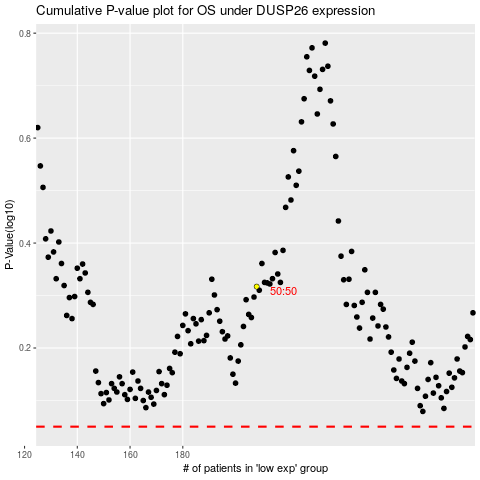 Cumulative P-value plot for OS under DUSP26 expression
P-Value(log10)
0.8
0.6
0.4
0.2
50:50
120 140 160 180
# of patients in 'low exp' group